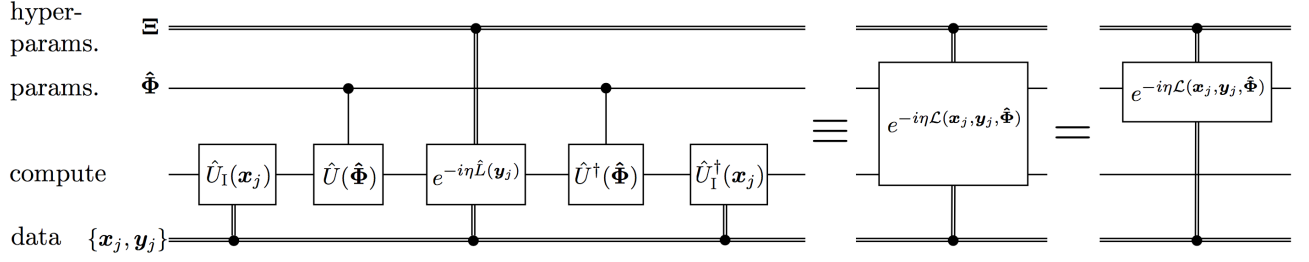 hyper-
params. Ξ
params. Φ̂
compute Û_I(x_j) Û(Φ̂) e^{-iηL̂(y_j)} Û†(Φ̂) Û_I†(x_j)
data {x_j, y_j}
≡ e^{-iηℒ(x_j, y_j, Φ̂)} = e^{-iηℒ(x_j, y_j, Φ̂)}